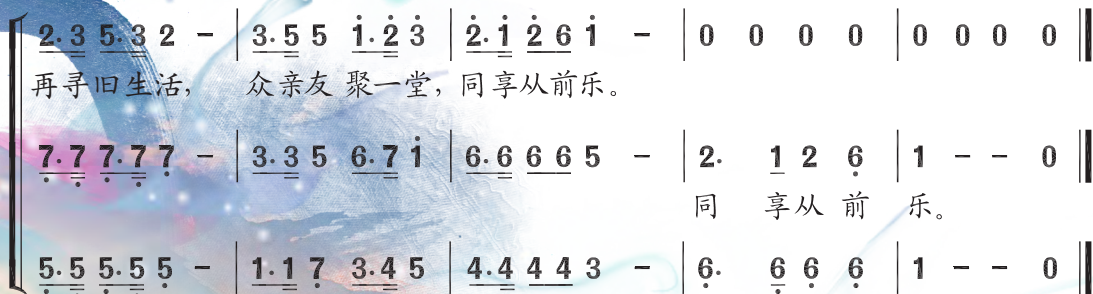 2. 3 5. 3 2 – | 3. 5 5 1. 2 3 | 2. 1 2 6 1 – | 0 0 0 0 | 0 0 0 0 ‖
再寻旧生活， 众亲友 聚一堂，同享从前乐。
7. 7 7. 7 7 – | 3. 3 5 6. 7 1 | 6. 6 6 6 5 – | 2. 1 2 6 | 1 – – 0 ‖
同 享从 前 乐。
5. 5 5. 5 5 – | 1. 1 7 3. 4 5 | 4. 4 4 4 3 – | 6. 6 6 6 | 1 – – 0 ‖